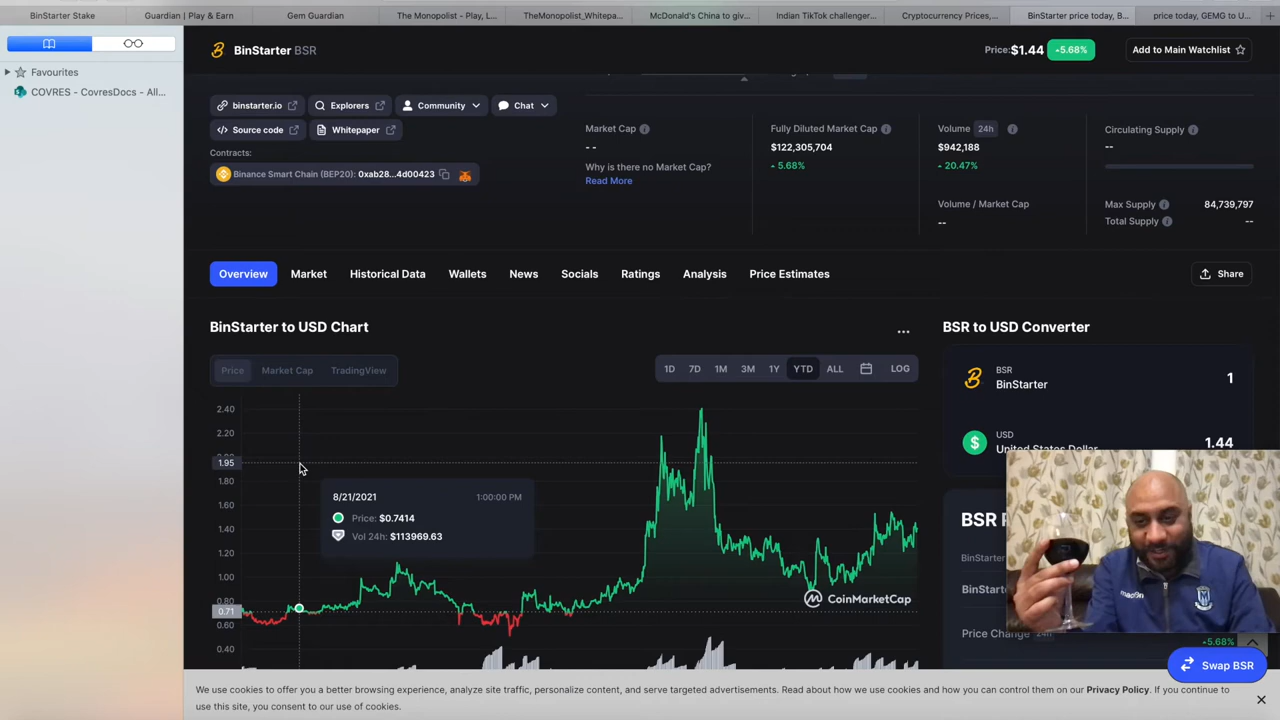 BinStarter Stake
Guardian | Play & Earn
Gem Guardian
The Monopolist - Play, L...
TheMonopolist_Whitepa...
McDonald's China to giv...
Indian TikTok challenger...
Cryptocurrency Prices,...
BinStarter price today, B...
price today, GEMG to U...
Favourites
COVRES - CovresDocs - All...
BinStarter BSR
Price: $1.44 5.68%
Add to Main Watchlist
binstarter.io
Explorers
Community
Chat
Source code
Whitepaper
Contracts:
Binance Smart Chain (BEP20): 0xab28...4d00423
Market Cap
- -
Why is there no Market Cap?
Read More
Fully Diluted Market Cap
$122,305,704
5.68%
Volume 24h
$942,188
20.47%
Volume / Market Cap
--
Circulating Supply
--
Max Supply 84,739,797
Total Supply --
Overview
Market
Historical Data
Wallets
News
Socials
Ratings
Analysis
Price Estimates
Share
BinStarter to USD Chart
...
Price
Market Cap
TradingView
1D 7D 1M 3M 1Y YTD ALL LOG
2.40
2.20
1.95
1.80
1.60
1.40
1.20
1.00
0.80
0.71
0.60
0.40
8/21/2021 1:00:00 PM
Price: $0.7414
Vol 24h: $113969.63
CoinMarketCap
BSR to USD Converter
BSR
BinStarter
1
USD
United States Dollar
1.44
BSR
BinStarter
Price Change 24h
5.68%
macron
Swap BSR
We use cookies to offer you a better browsing experience, analyze site traffic, personalize content, and serve targeted advertisements. Read about how we use cookies and how you can control them on our Privacy Policy. If you continue to
use this site, you consent to our use of cookies.